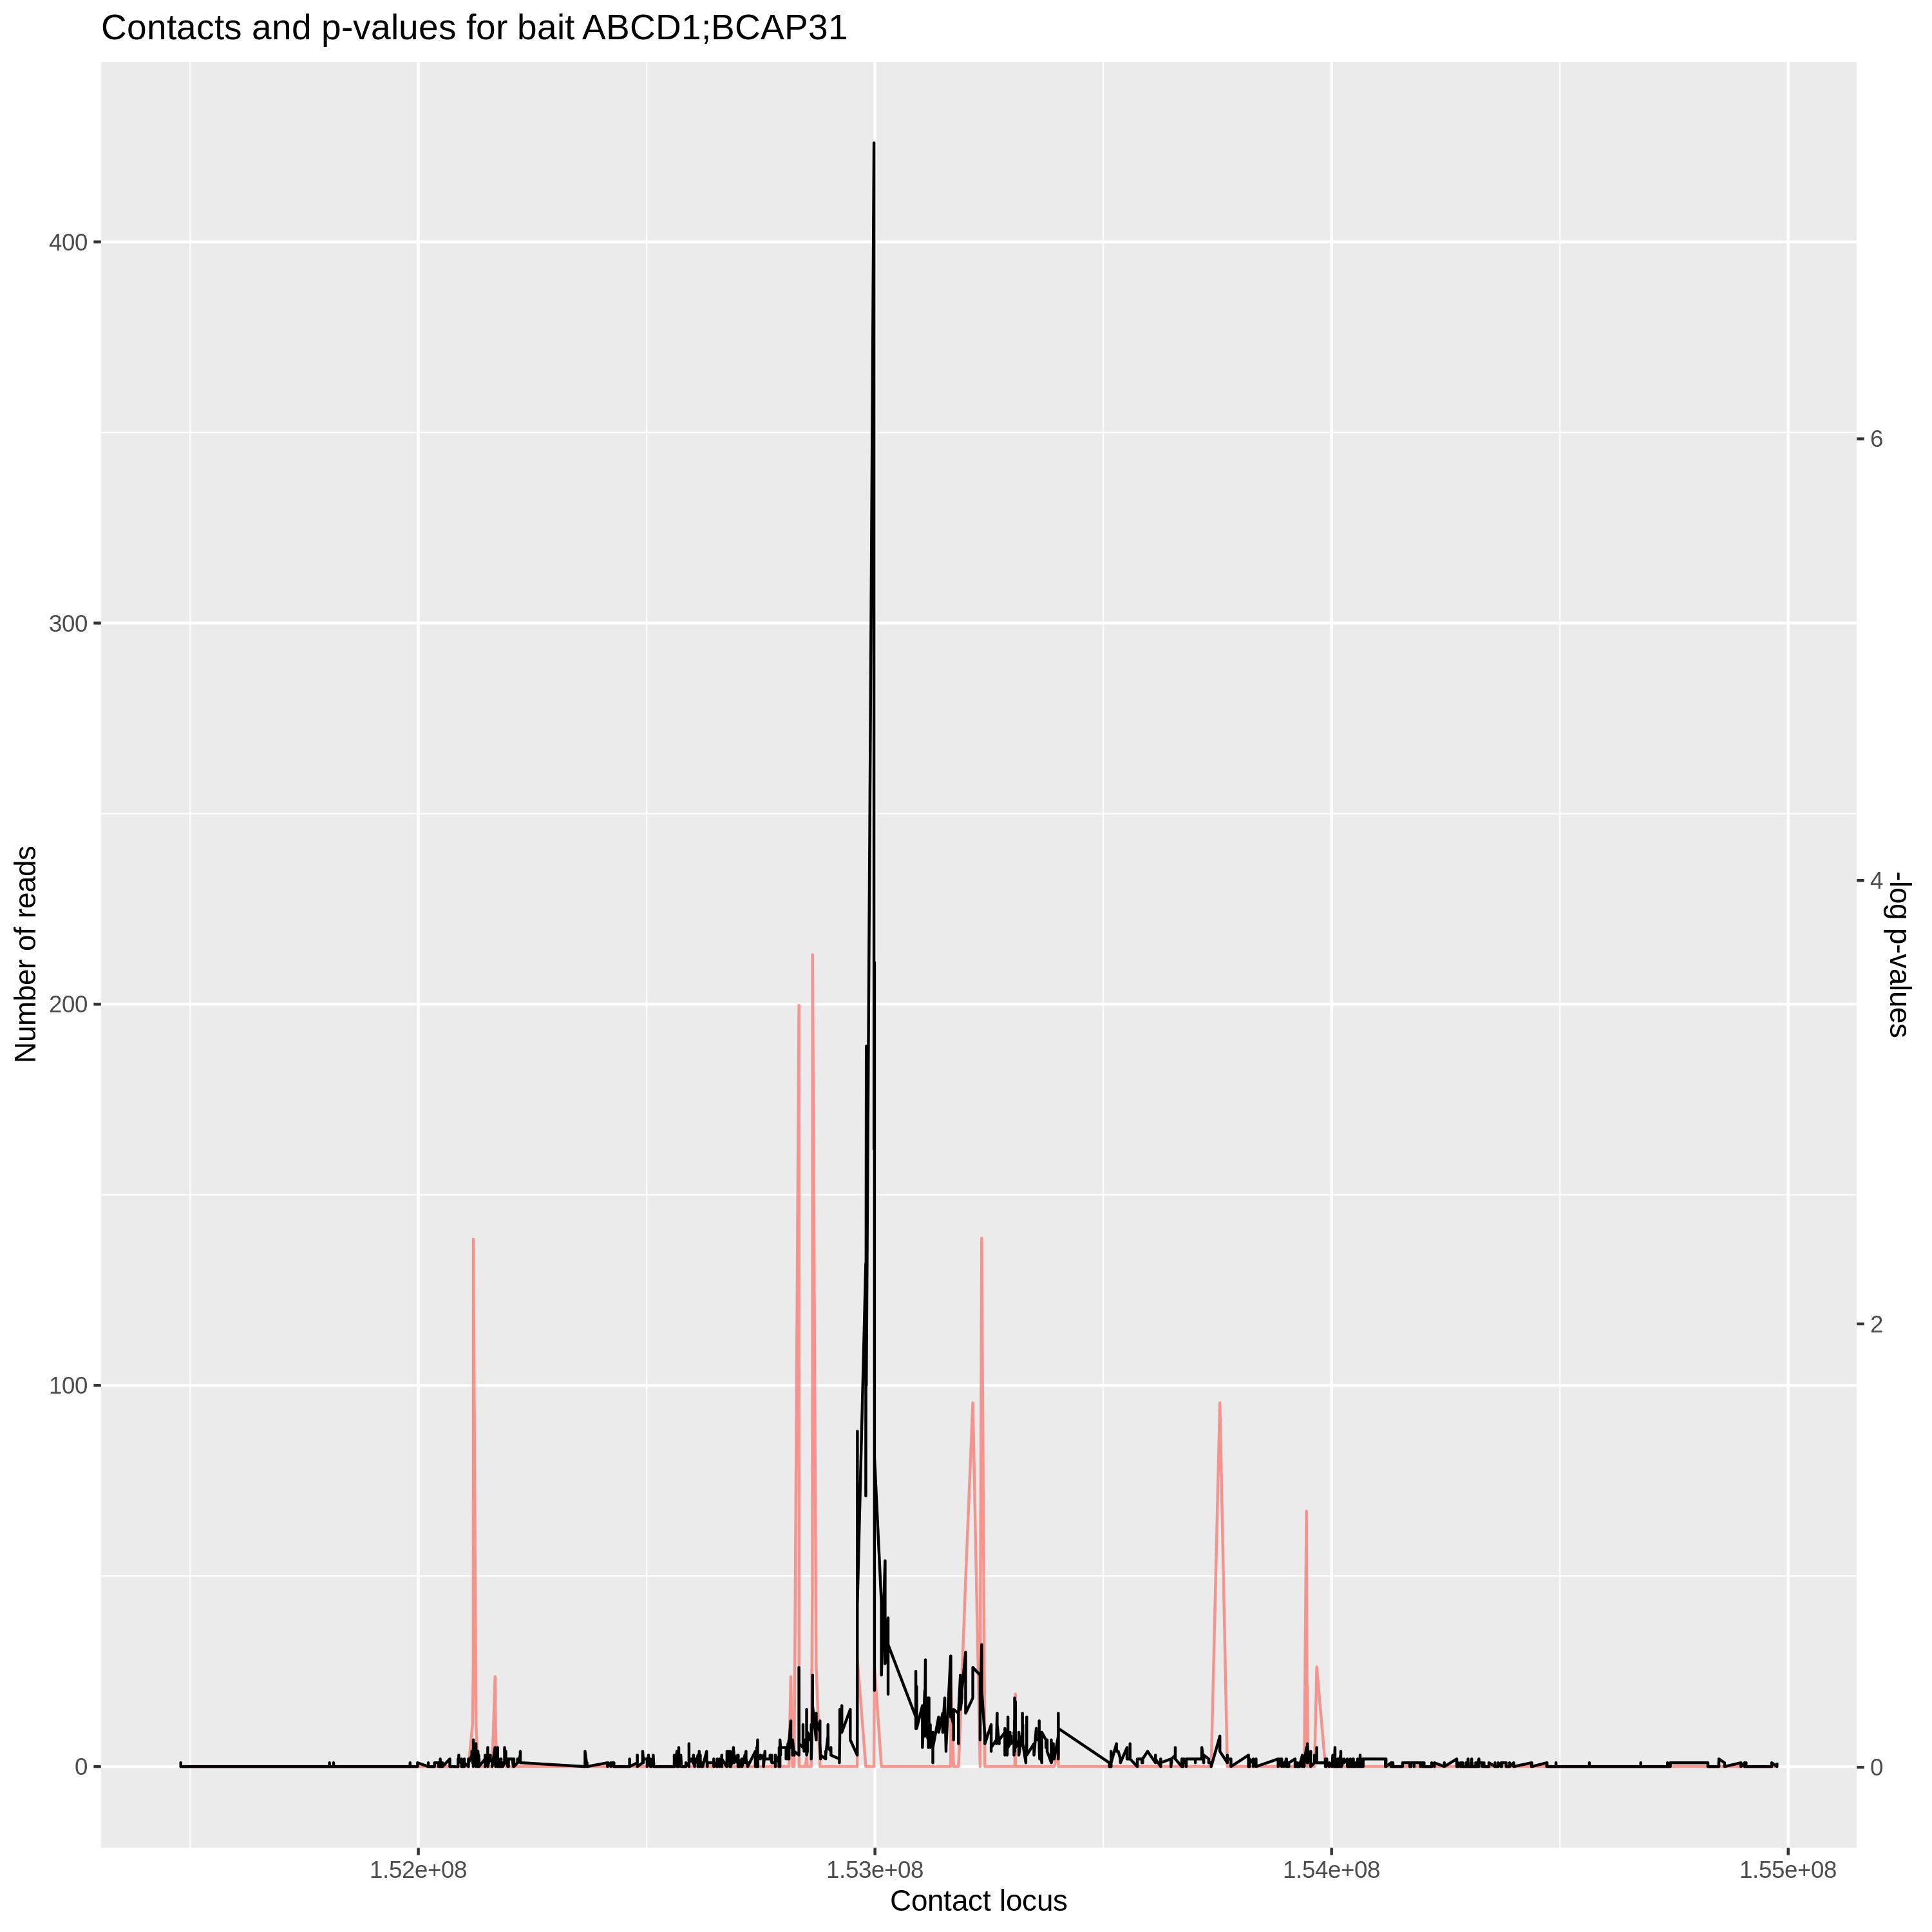 Contacts and p-values for bait ABCD1;BCAP31
400
300
200
100
0
Number of reads
6
4
2
0
-log p-values
1.52e+08
1.53e+08
1.54e+08
1.55e+08
Contact locus